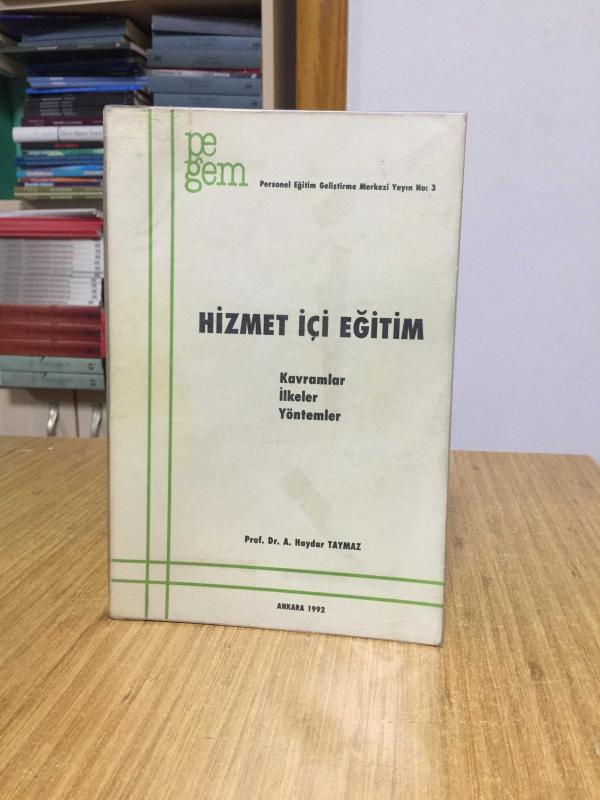 pe
gem
Personel Eğitim Geliştirme Merkezi Yayın No: 3
HİZMET İÇİ EĞİTİM
Kavramlar
İlkeler
Yöntemler
Prof. Dr. A. Haydar TAYMAZ
ANKARA 1992